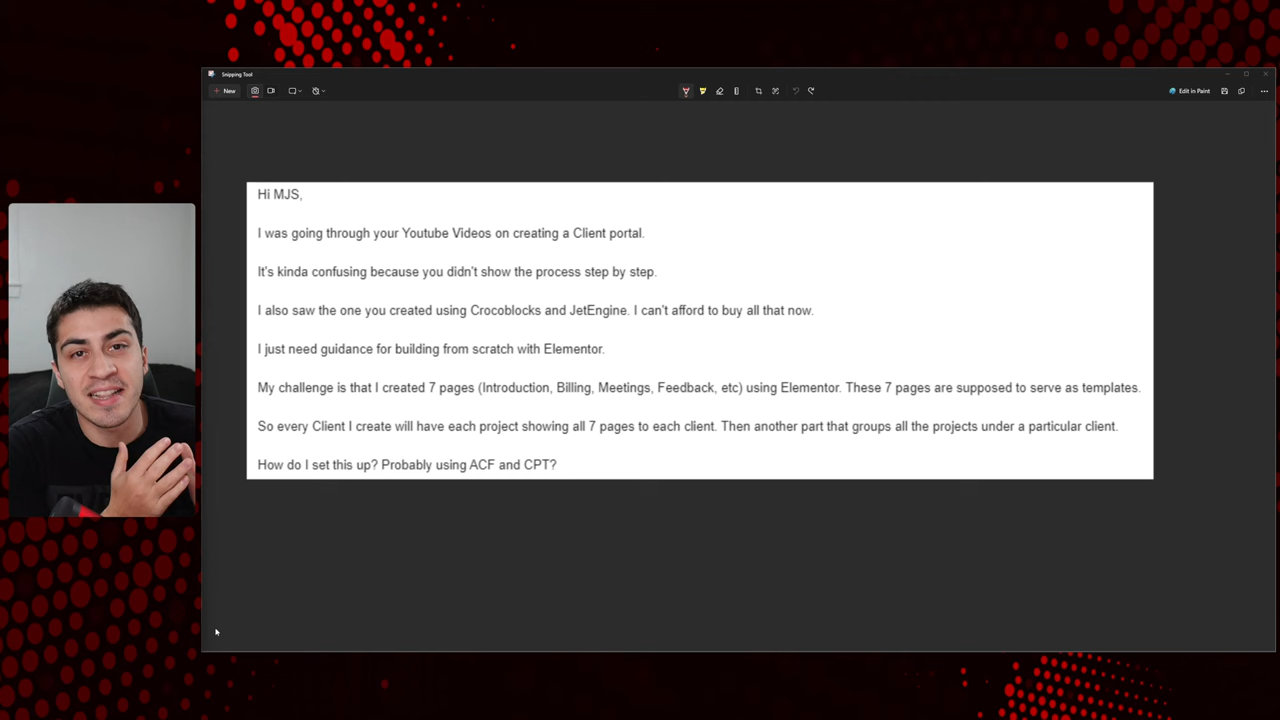 Snipping Tool
New
Edit in Paint
Hi MJS,
I was going through your Youtube Videos on creating a Client portal.
It's kinda confusing because you didn't show the process step by step.
I also saw the one you created using Crocoblocks and JetEngine. I can't afford to buy all that now.
I just need guidance for building from scratch with Elementor.
My challenge is that I created 7 pages (Introduction, Billing, Meetings, Feedback, etc) using Elementor. These 7 pages are supposed to serve as templates.
So every Client I create will have each project showing all 7 pages to each client. Then another part that groups all the projects under a particular client.
How do I set this up? Probably using ACF and CPT?